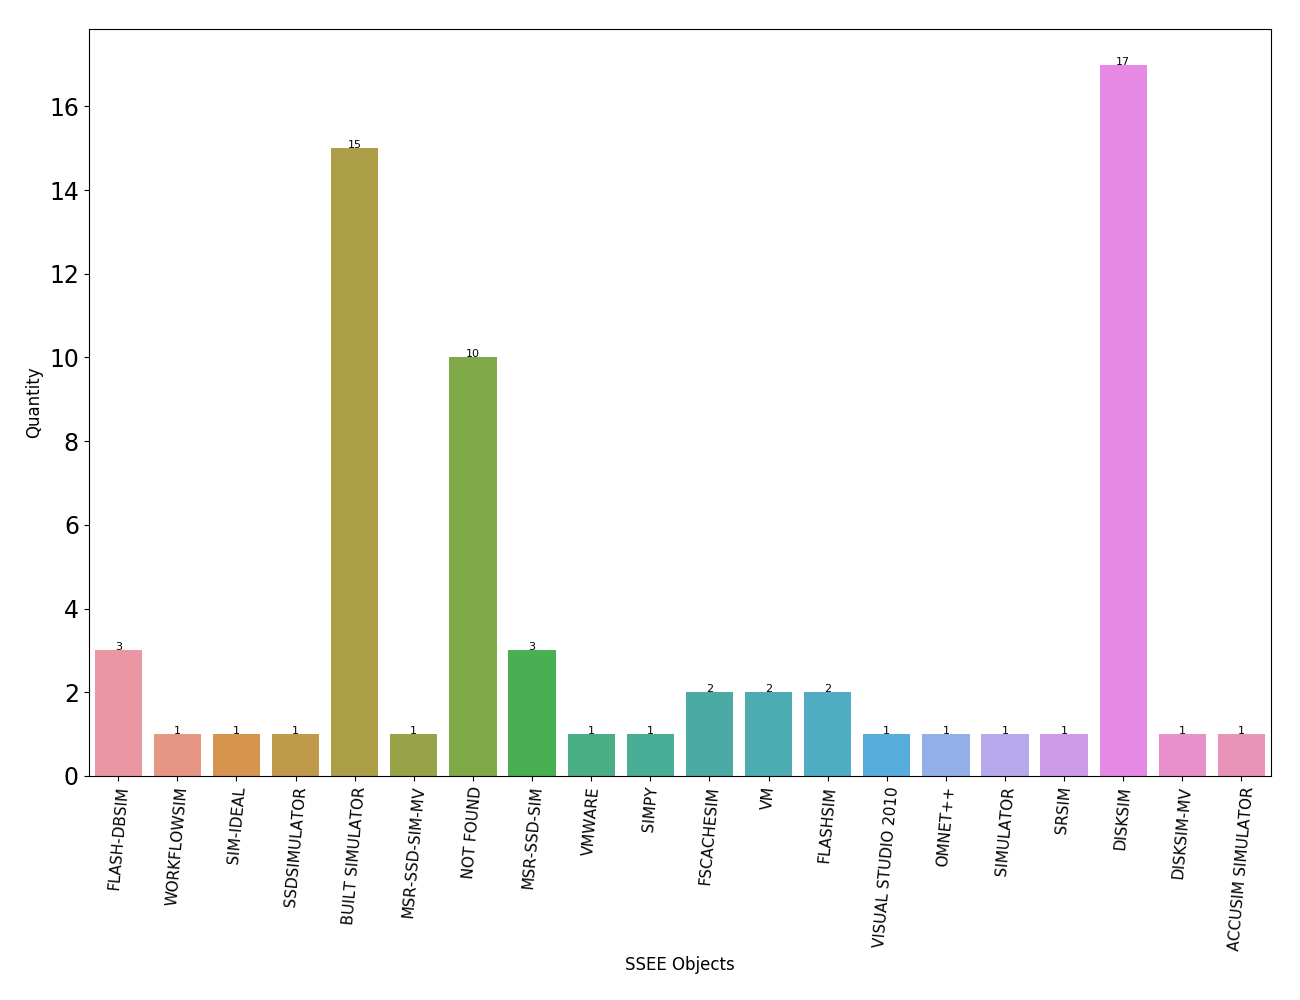 17
16
15
14
12
10
10
Quantity
8
6
4
3
3
2
2
2
2
1
1
1
1
1
1
1
1
1
1
1
1
0
FLASH-DBSIM
WORKFLOWSIM
SIM-IDEAL
SSDSIMULATOR
BUILT SIMULATOR
MSR-SSD-SIM-MV
NOT FOUND
MSR-SSD-SIM
VMWARE
SIMPY
FSCACHESIM
VM
FLASHSIM
VISUAL STUDIO 2010
OMNET++
SIMULATOR
SRSIM
DISKSIM
DISKSIM-MV
ACCUSIM SIMULATOR
SSEE Objects